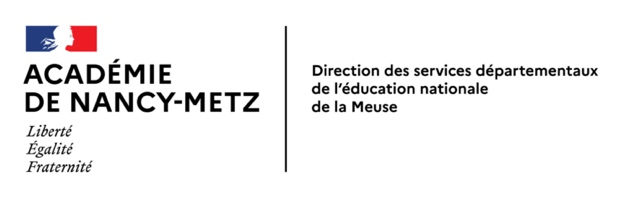 ACADÉMIE
DE NANCY-METZ
Liberté
Égalité
Fraternité
Direction des services départementaux
de l'éducation nationale
de la Meuse